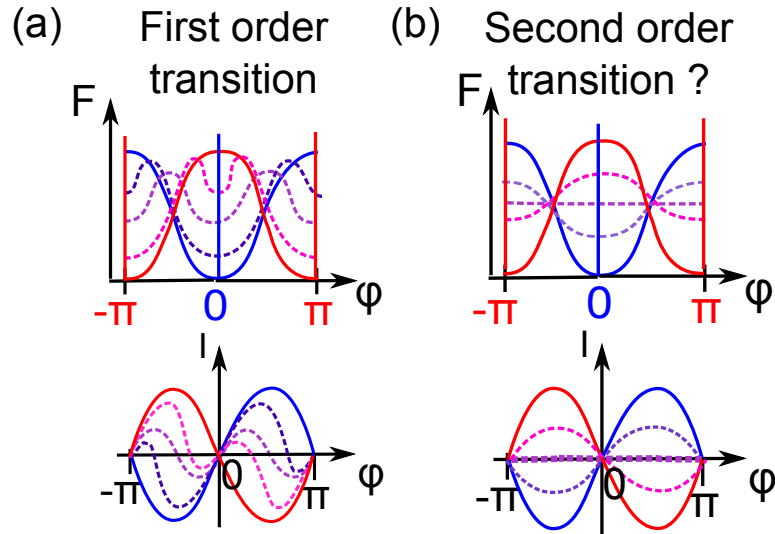 (a) First order
transition
(b) Second order
transition ?
F
-π 0 π φ
F
-π 0 π φ
I
-π 0 π φ
I
-π 0 π φ